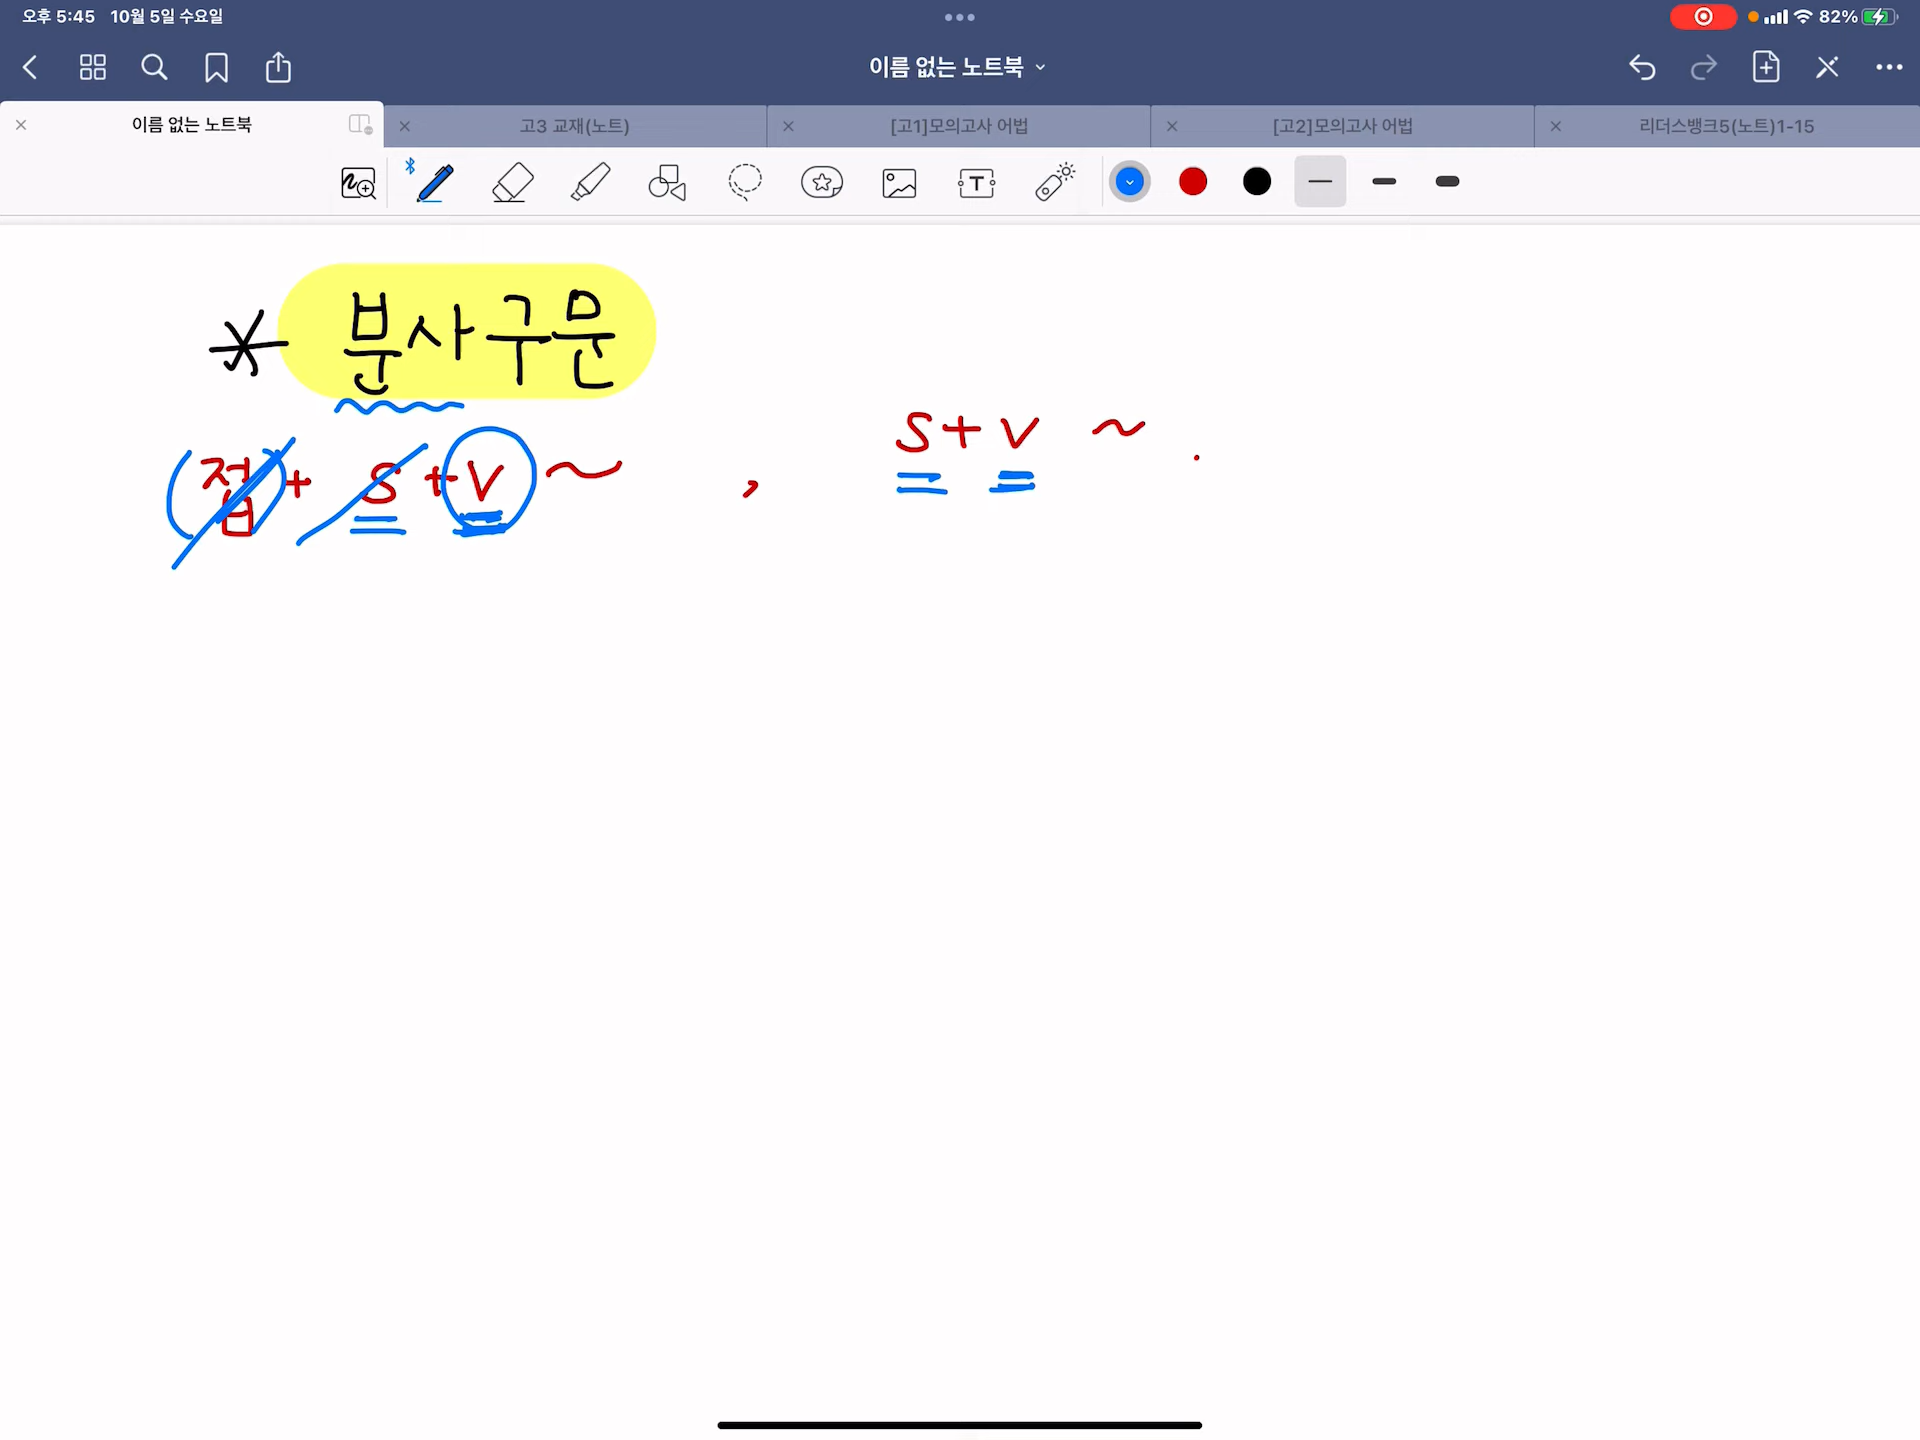 오후 5:45 10월 5일 수요일 82%
이름 없는 노트북
이름 없는 노트북 고3 교재(노트) [고1]모의고사 어법 [고2]모의고사 어법 리더스뱅크5(노트)1-15
* 분사구문
(접) + s + v ~ , s + v ~ .